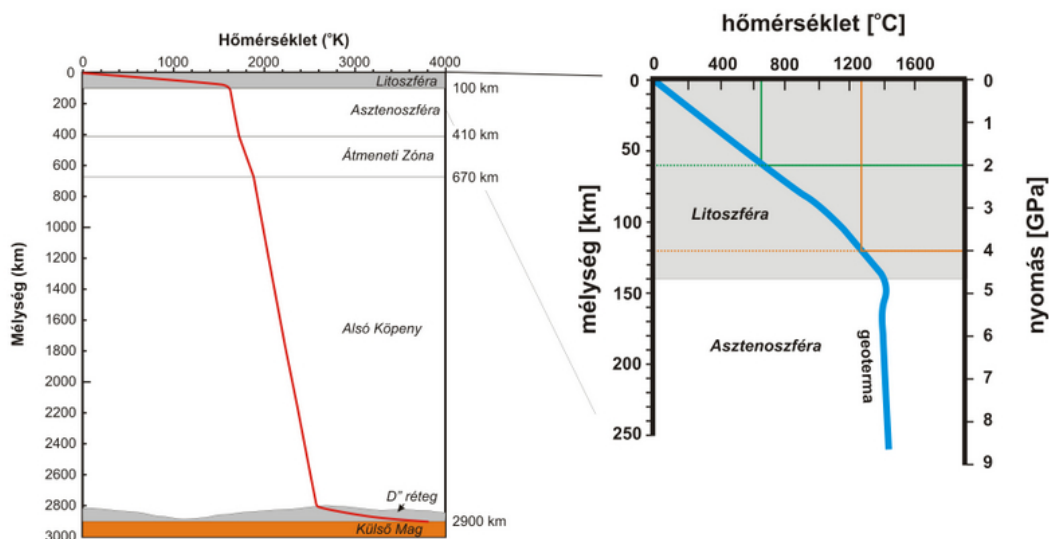 Hőmérséklet (°K)
0 1000 2000 3000 4000
0
200
400
600
800
1000
1200
1400
1600
1800
2000
2200
2400
2600
2800
3000
Mélység (km)
Litoszféra
100 km
Asztenoszféra
410 km
Átmeneti Zóna
670 km
Alsó Köpeny
D" réteg
2900 km
Külső Mag
hőmérséklet [°C]
0 400 800 1200 1600
0
50
100
150
200
250
mélység [km]
Litoszféra
Asztenoszféra
geoterma
0
1
2
3
4
5
6
7
8
9
nyomás [GPa]